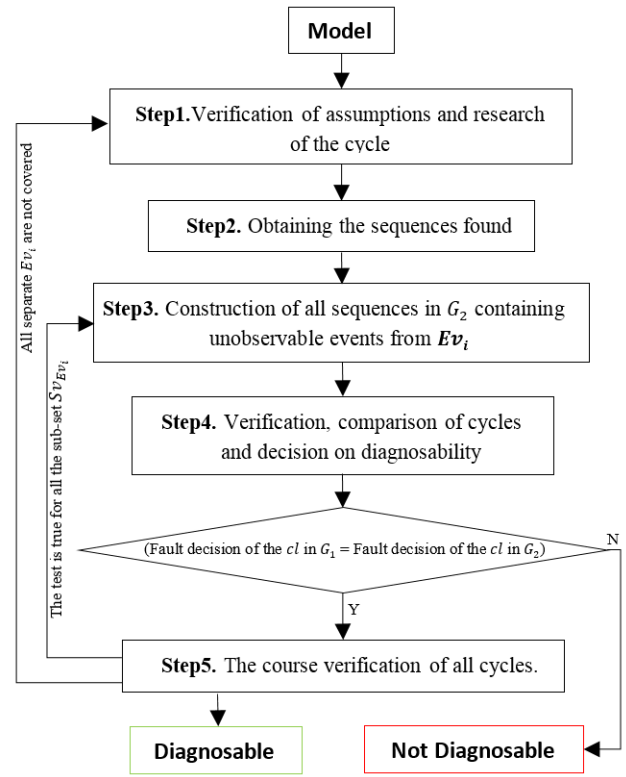 Model
Step1.Verification of assumptions and research
of the cycle
Step2. Obtaining the sequences found
Step3. Construction of all sequences in G₂ containing
unobservable events from Evᵢ
Step4. Verification, comparison of cycles
and decision on diagnosability
(Fault decision of the cl in G₁ = Fault decision of the cl in G₂)
N
Y
Step5. The course verification of all cycles.
Diagnosable
Not Diagnosable
All separate Evᵢ are not covered
The test is true for all the sub-set Sv_{Evᵢ}